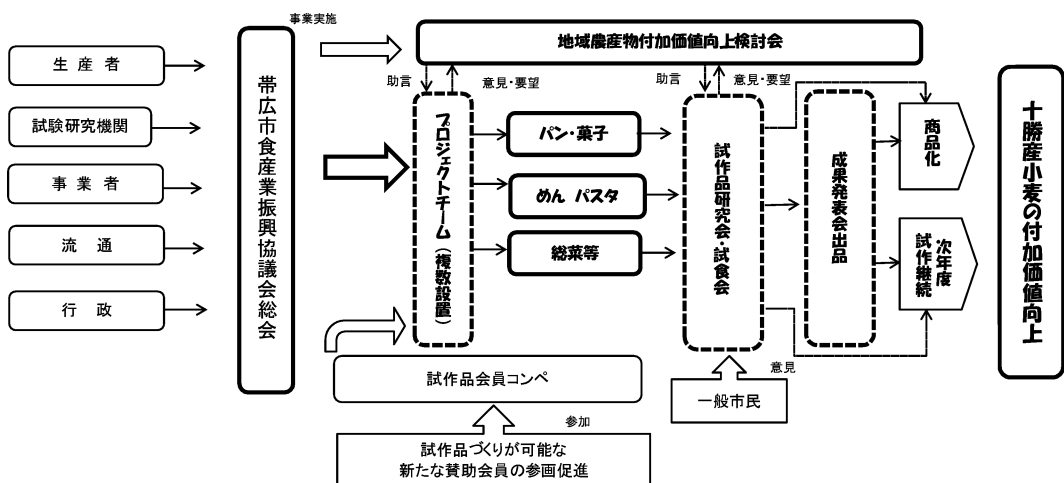 事業実施
生産者
試験研究機関
事業者
流通
行政
帯広市食産業振興協議会総会
地域農産物付加価値向上検討会
助言
意見・要望
助言
意見・要望
プロジェクトチーム（複数設置）
パン・菓子
めん パスタ
総菜等
試作品研究会・試食会
成果発表会出品
商品化
次年度
試作継続
十勝産小麦の付加価値向上
試作品会員コンペ
参加
試作品づくりが可能な
新たな賛助会員の参画促進
意見
一般市民